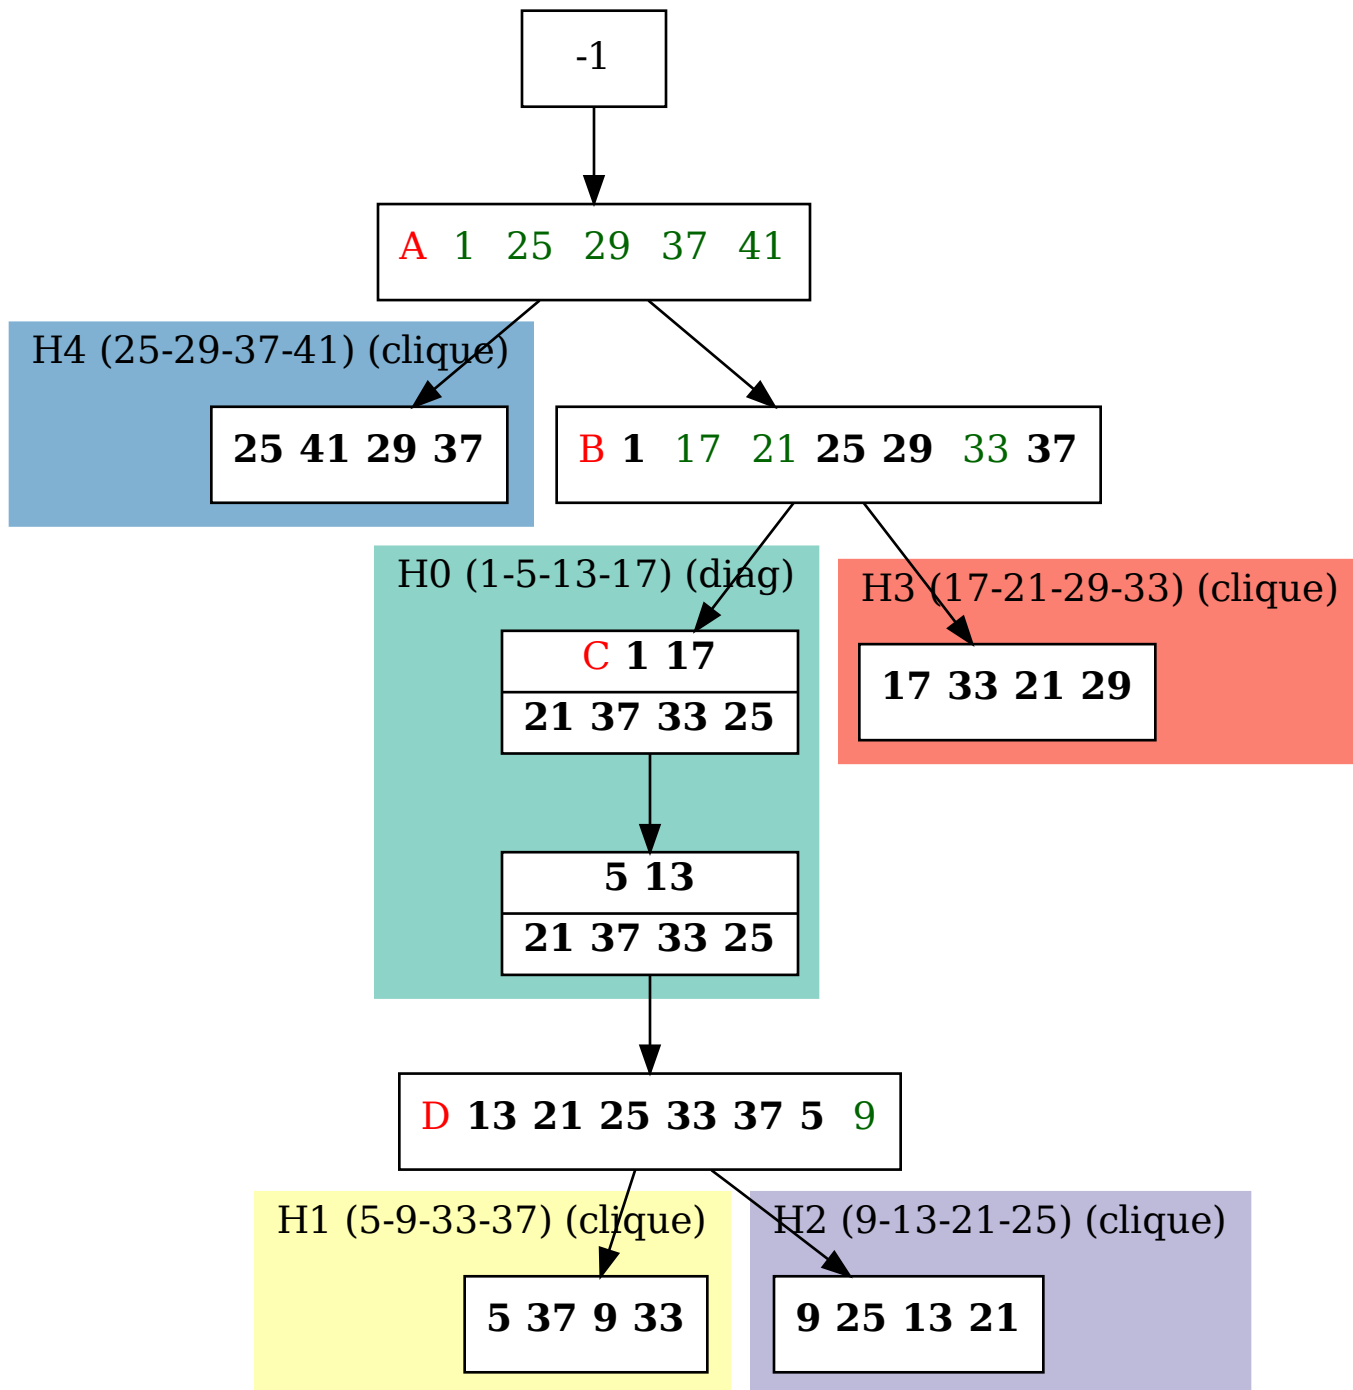 -1
A 1 25 29 37 41
H4 (25-29-37-41) (clique)
25 41 29 37
B 1 17 21 25 29 33 37
H0 (1-5-13-17) (diag)
C 1 17
21 37 33 25
H3 (17-21-29-33) (clique)
17 33 21 29
5 13
21 37 33 25
D 13 21 25 33 37 5 9
H1 (5-9-33-37) (clique)
5 37 9 33
H2 (9-13-21-25) (clique)
9 25 13 21